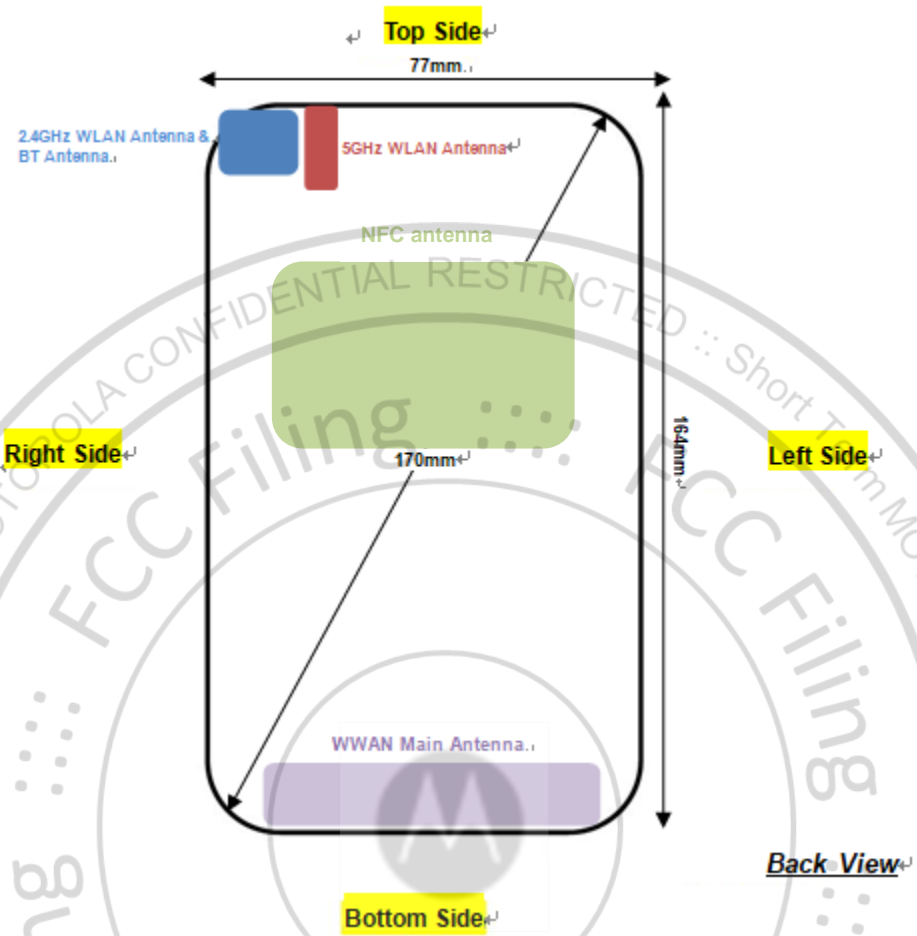 Top Side
77mm.
2.4GHz WLAN Antenna &
BT Antenna.
5GHz WLAN Antenna
NFC antenna
MOTOROLA CONFIDENTIAL RESTRICTED :: Short Term MO
FCC Filing :::: FCC Filing ::::
Right Side
170mm
164mm
Left Side
WWAN Main Antenna.
Back View
Bottom Side